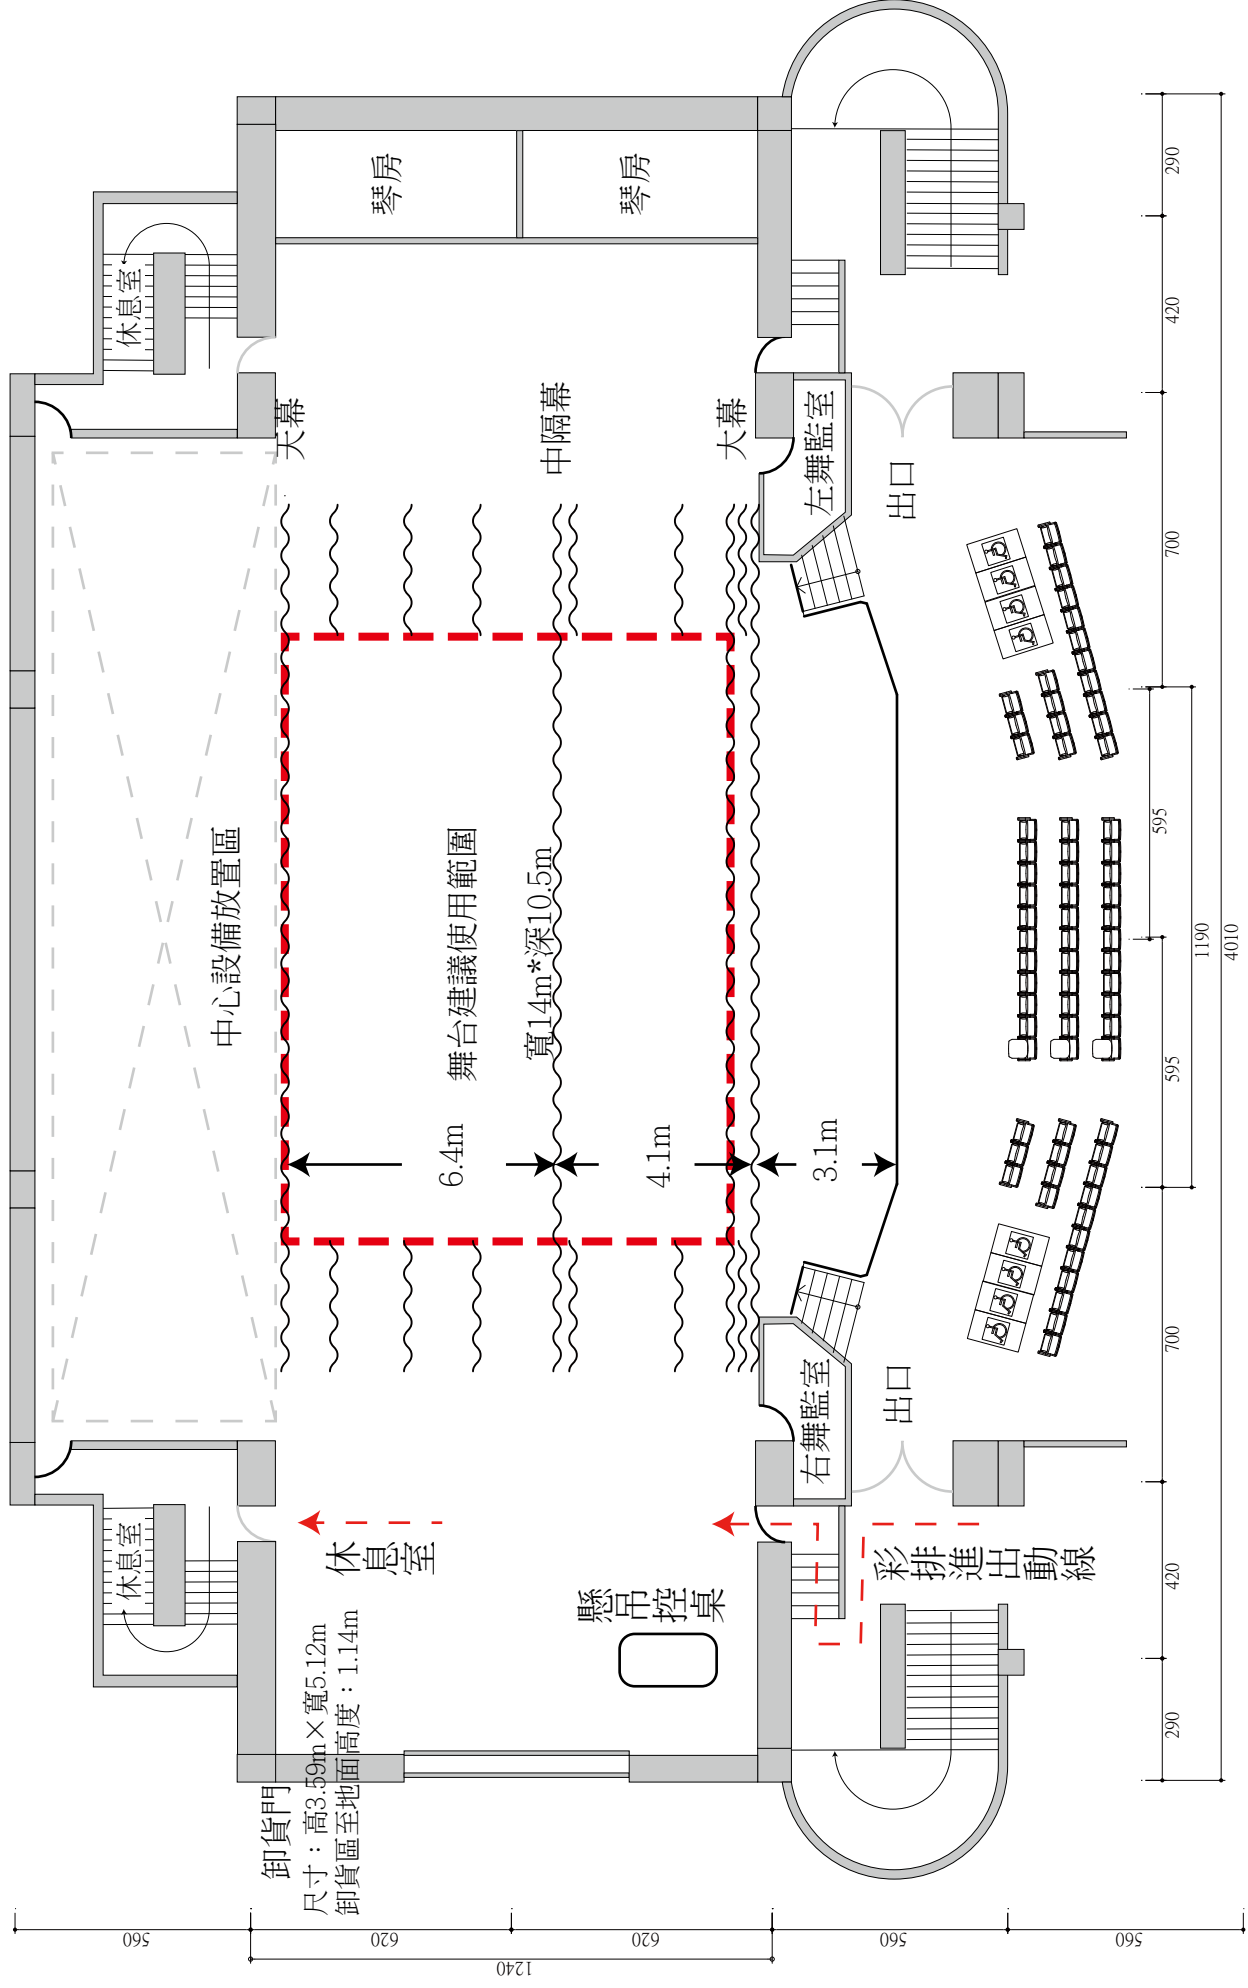 中心設備放置區
休息室
休息室
琴房
琴房
大幕
中隔幕
大幕
舞台建議使用範圍
寬14m*深10.5m
6.4m
4.1m
3.1m
左舞監室
右舞監室
出口
出口
休息室
懸吊控桌
彩排進出動線
卸貨門
尺寸：高3.59m×寬5.12m
卸貨區至地面高度：1.14m
290
420
700
595
595
1190
4010
700
420
290
560
620
620
1240
560
560